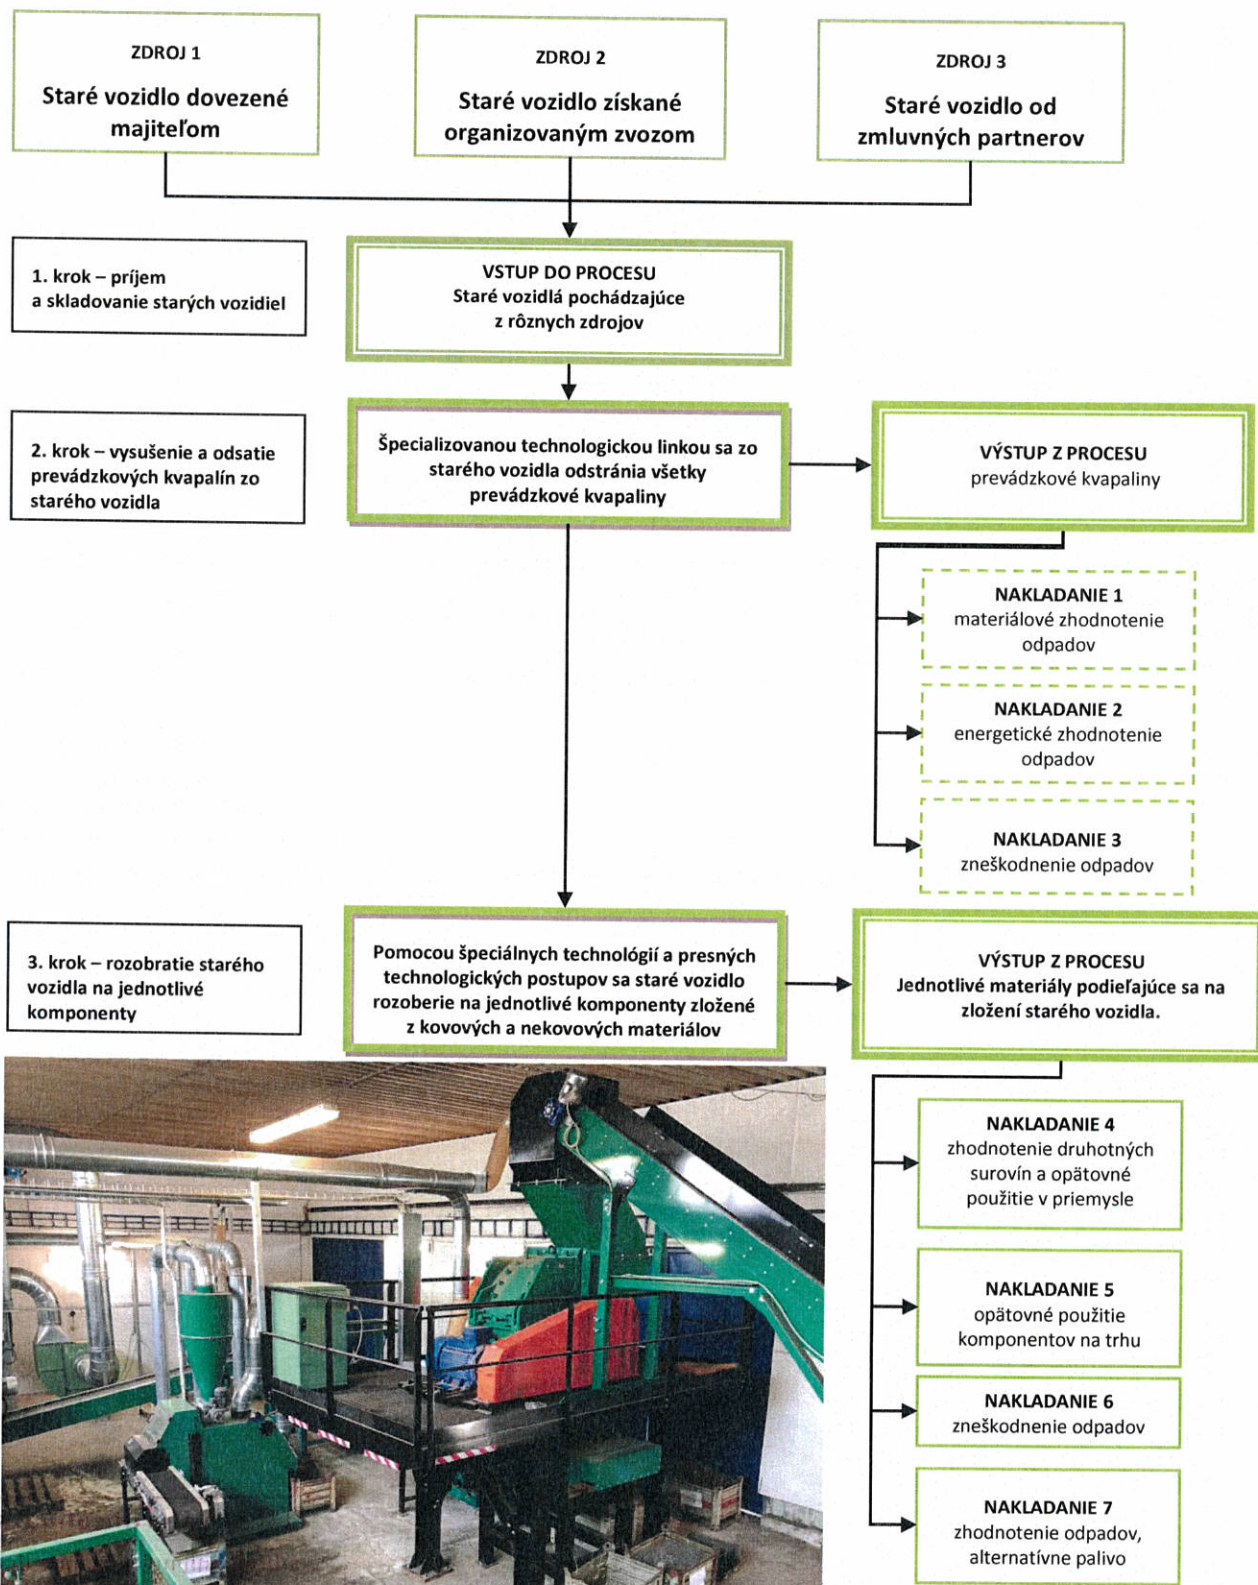 ZDROJ 1
Staré vozidlo dovezené
majiteľom
ZDROJ 2
Staré vozidlo získané
organizovaným zvozom
ZDROJ 3
Staré vozidlo od
zmluvných partnerov
1. krok – príjem
a skladovanie starých vozidiel
VSTUP DO PROCESU
Staré vozidlá pochádzajúce
z rôznych zdrojov
2. krok – vysušenie a odsatie
prevádzkových kvapalín zo
starého vozidla
Špecializovanou technologickou linkou sa zo
starého vozidla odstránia všetky
prevádzkové kvapaliny
VÝSTUP Z PROCESU
prevádzkové kvapaliny
NAKLADANIE 1
materiálové zhodnotenie
odpadov
NAKLADANIE 2
energetické zhodnotenie
odpadov
NAKLADANIE 3
zneškodnenie odpadov
3. krok – rozobratie starého
vozidla na jednotlivé
komponenty
Pomocou špeciálnych technológií a presných
technologických postupov sa staré vozidlo
rozoberie na jednotlivé komponenty zložené
z kovových a nekovových materiálov
VÝSTUP Z PROCESU
Jednotlivé materiály podieľajúce sa na
zložení starého vozidla.
NAKLADANIE 4
zhodnotenie druhotných
surovín a opätovné
použitie v priemysle
NAKLADANIE 5
opätovné použitie
komponentov na trhu
NAKLADANIE 6
zneškodnenie odpadov
NAKLADANIE 7
zhodnotenie odpadov,
alternatívne palivo